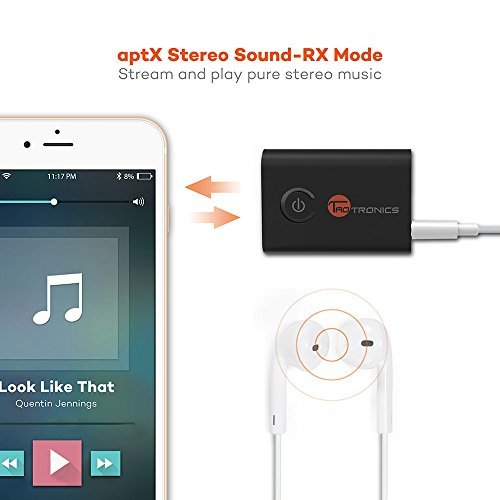 aptX Stereo Sound-RX Mode
Stream and play pure stereo music
11:17 PM
8%
TAOTRONICS
Look Like That
Quentin Jennings